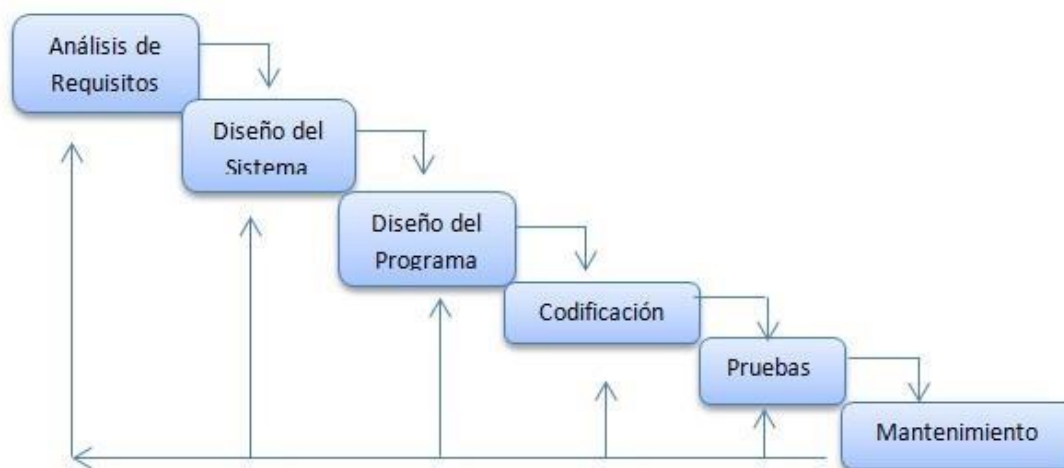 Análisis de
Requisitos
Diseño del
Sistema
Diseño del
Programa
Codificación
Pruebas
Mantenimiento